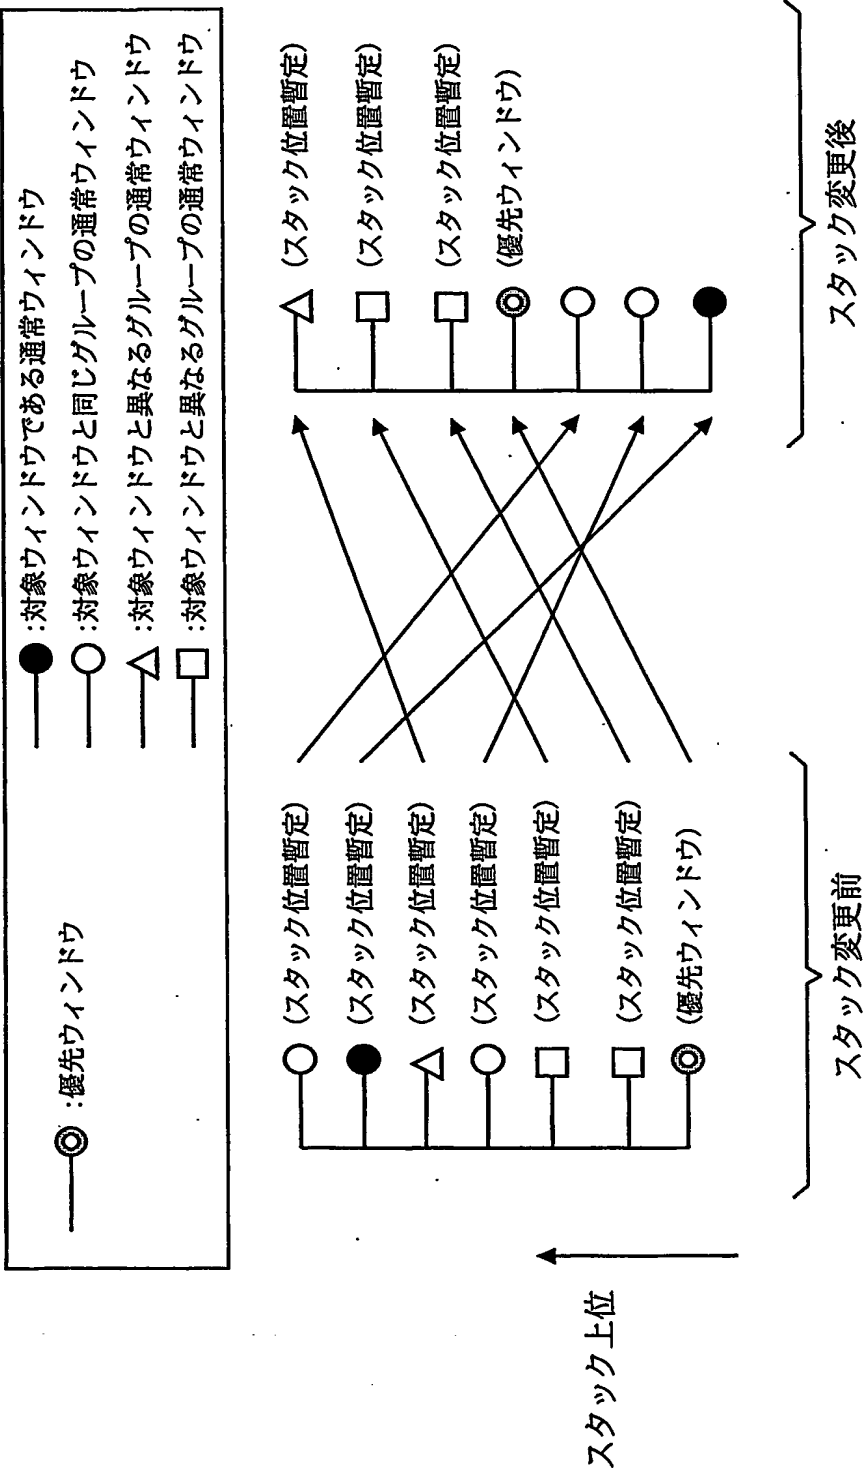 :優先ウィンドウ
:対象ウィンドウである通常ウィンドウ
:対象ウィンドウと同じグループの通常ウィンドウ
:対象ウィンドウと異なるグループの通常ウィンドウ
:対象ウィンドウと異なるグループの通常ウィンドウ
スタック上位
(スタック位置暫定)
(スタック位置暫定)
(スタック位置暫定)
(スタック位置暫定)
(スタック位置暫定)
(スタック位置暫定)
(優先ウィンドウ)
スタック変更前
(スタック位置暫定)
(スタック位置暫定)
(スタック位置暫定)
(優先ウィンドウ)
スタック変更後